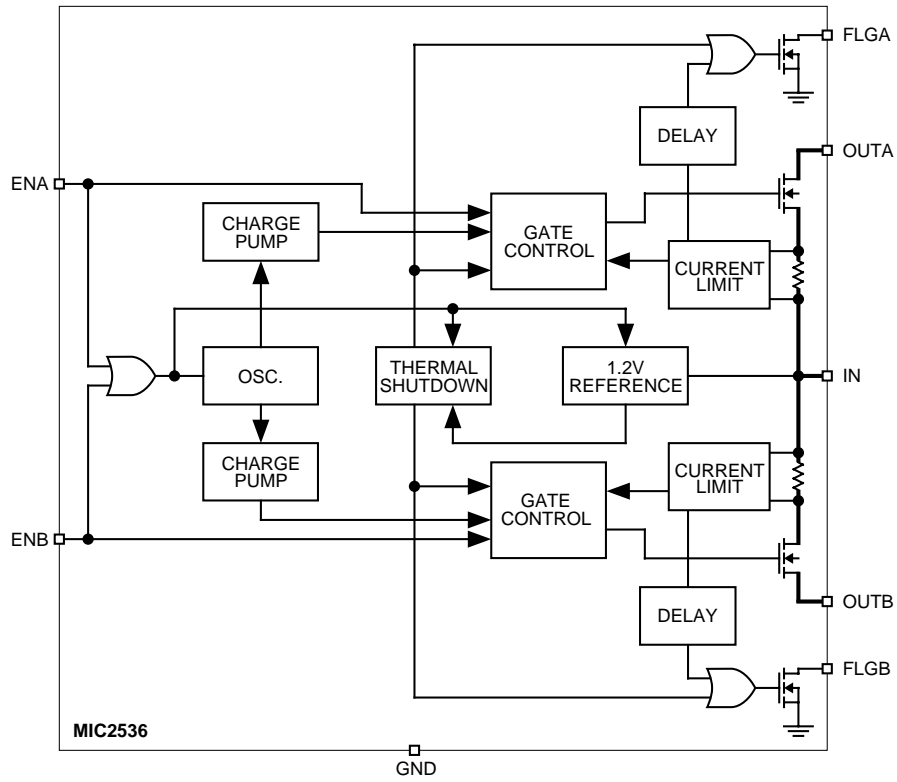 FLGA
DELAY
OUTA
ENA
CHARGE
PUMP
GATE
CONTROL
CURRENT
LIMIT
OSC.
THERMAL
SHUTDOWN
1.2V
REFERENCE
IN
CHARGE
PUMP
GATE
CONTROL
CURRENT
LIMIT
ENB
OUTB
DELAY
FLGB
MIC2536
GND